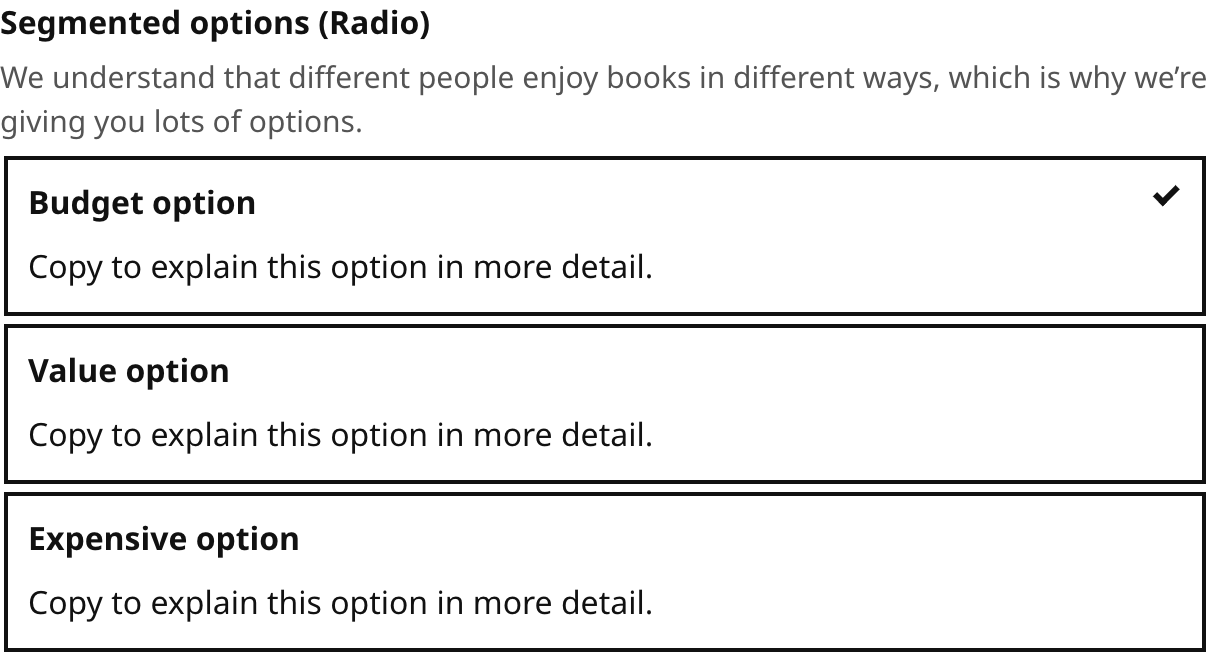 Segmented options (Radio)
We understand that different people enjoy books in different ways, which is why we’re
giving you lots of options.
Budget option
Copy to explain this option in more detail.
Value option
Copy to explain this option in more detail.
Expensive option
Copy to explain this option in more detail.